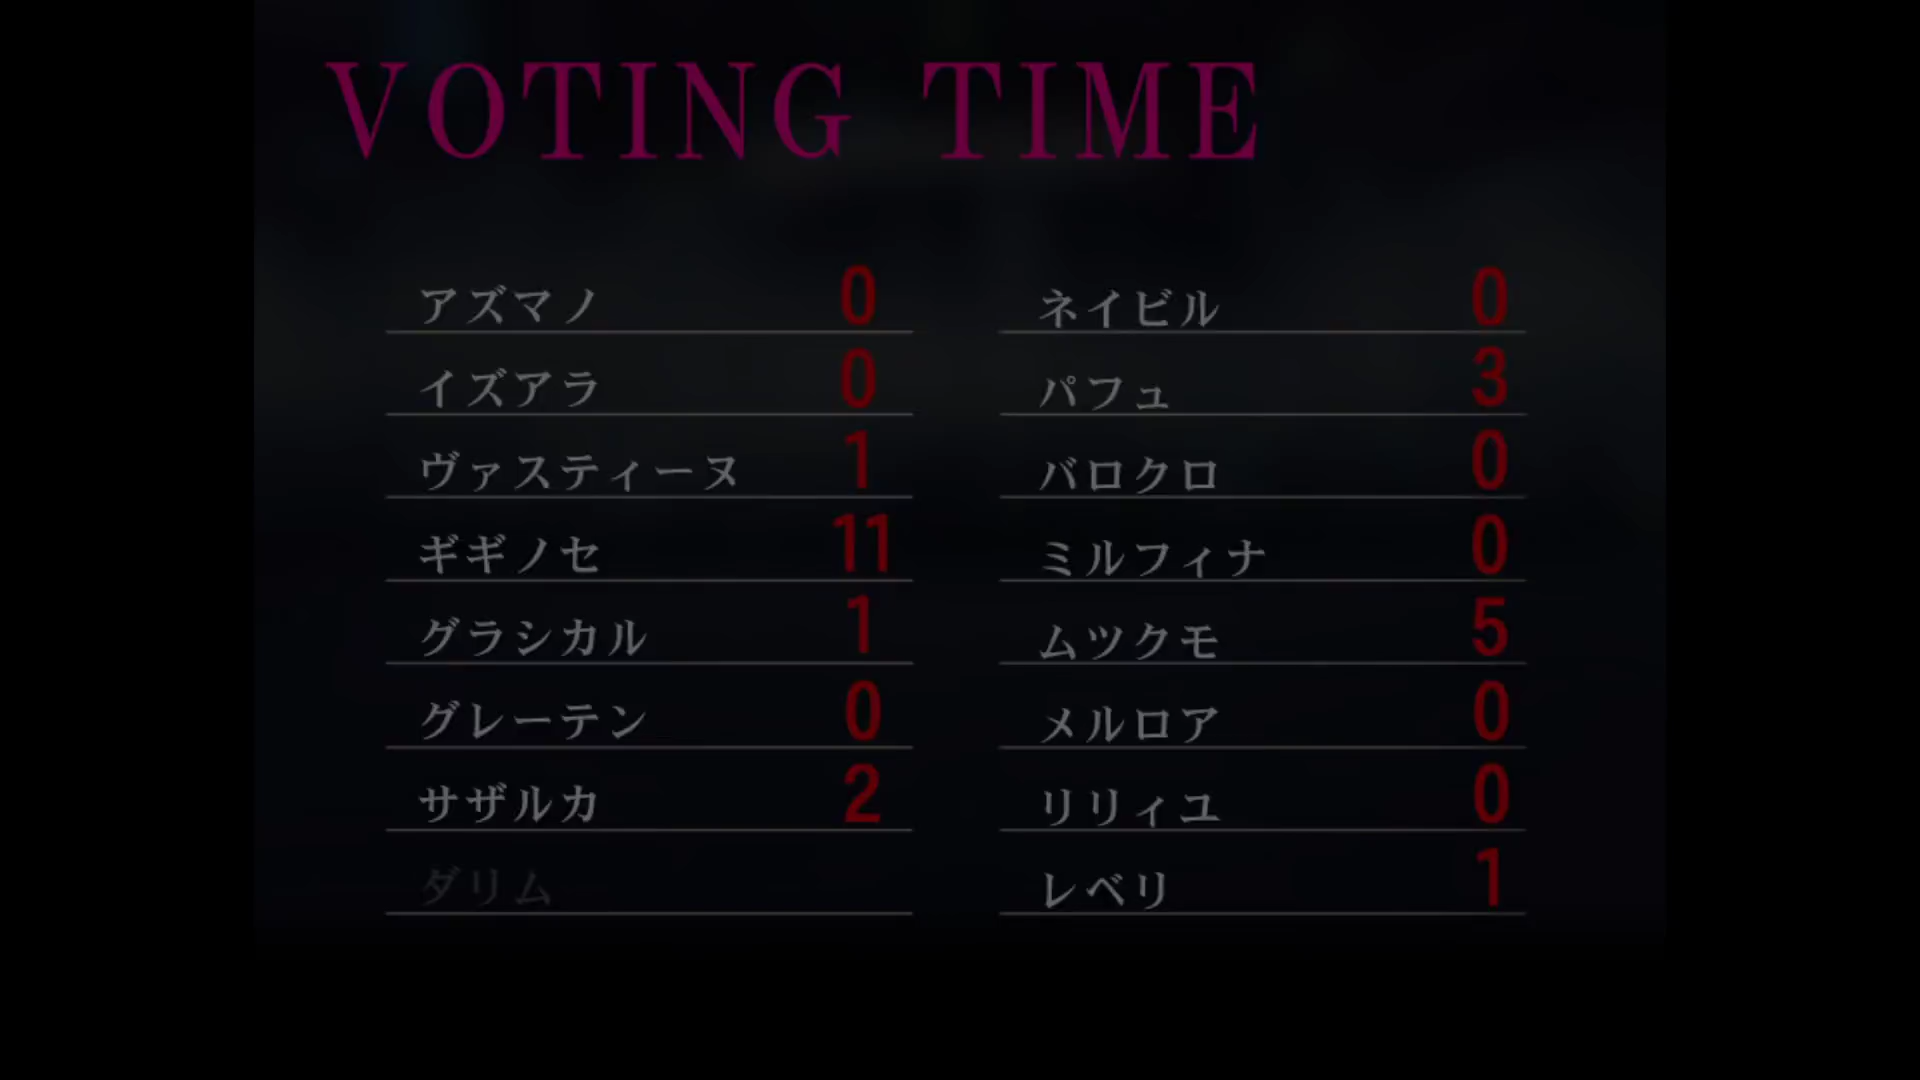 VOTING TIME
アズマノ 0
イズアラ 0
ヴァスティーヌ 1
ギギノセ 11
グラシカル 1
グレーテン 0
サザルカ 2
ダリム
ネイビル 0
パフュ 3
バロクロ 0
ミルフィナ 0
ムツクモ 5
メルロア 0
リリィユ 0
レベリ 1